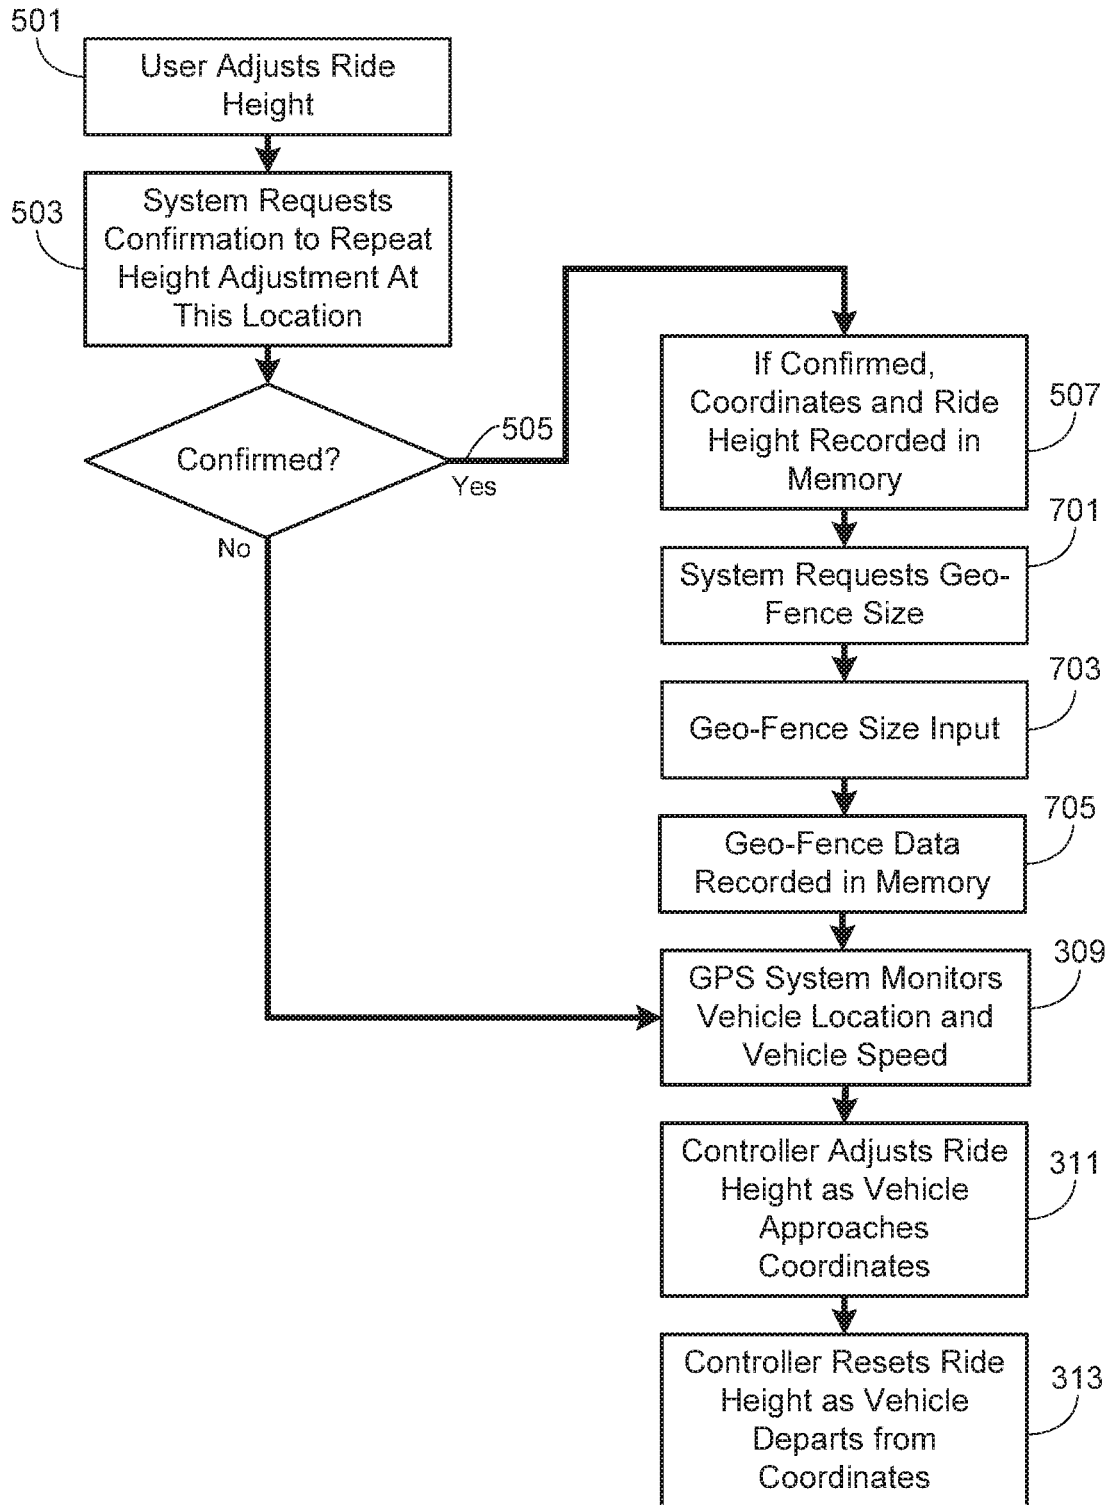 501
User Adjusts Ride
Height
503
System Requests
Confirmation to Repeat
Height Adjustment At
This Location
Confirmed?
505
Yes
No
If Confirmed,
Coordinates and Ride
Height Recorded in
Memory
507
701
System Requests Geo-
Fence Size
703
Geo-Fence Size Input
705
Geo-Fence Data
Recorded in Memory
309
GPS System Monitors
Vehicle Location and
Vehicle Speed
Controller Adjusts Ride
Height as Vehicle
Approaches
Coordinates
311
Controller Resets Ride
Height as Vehicle
Departs from
Coordinates
313